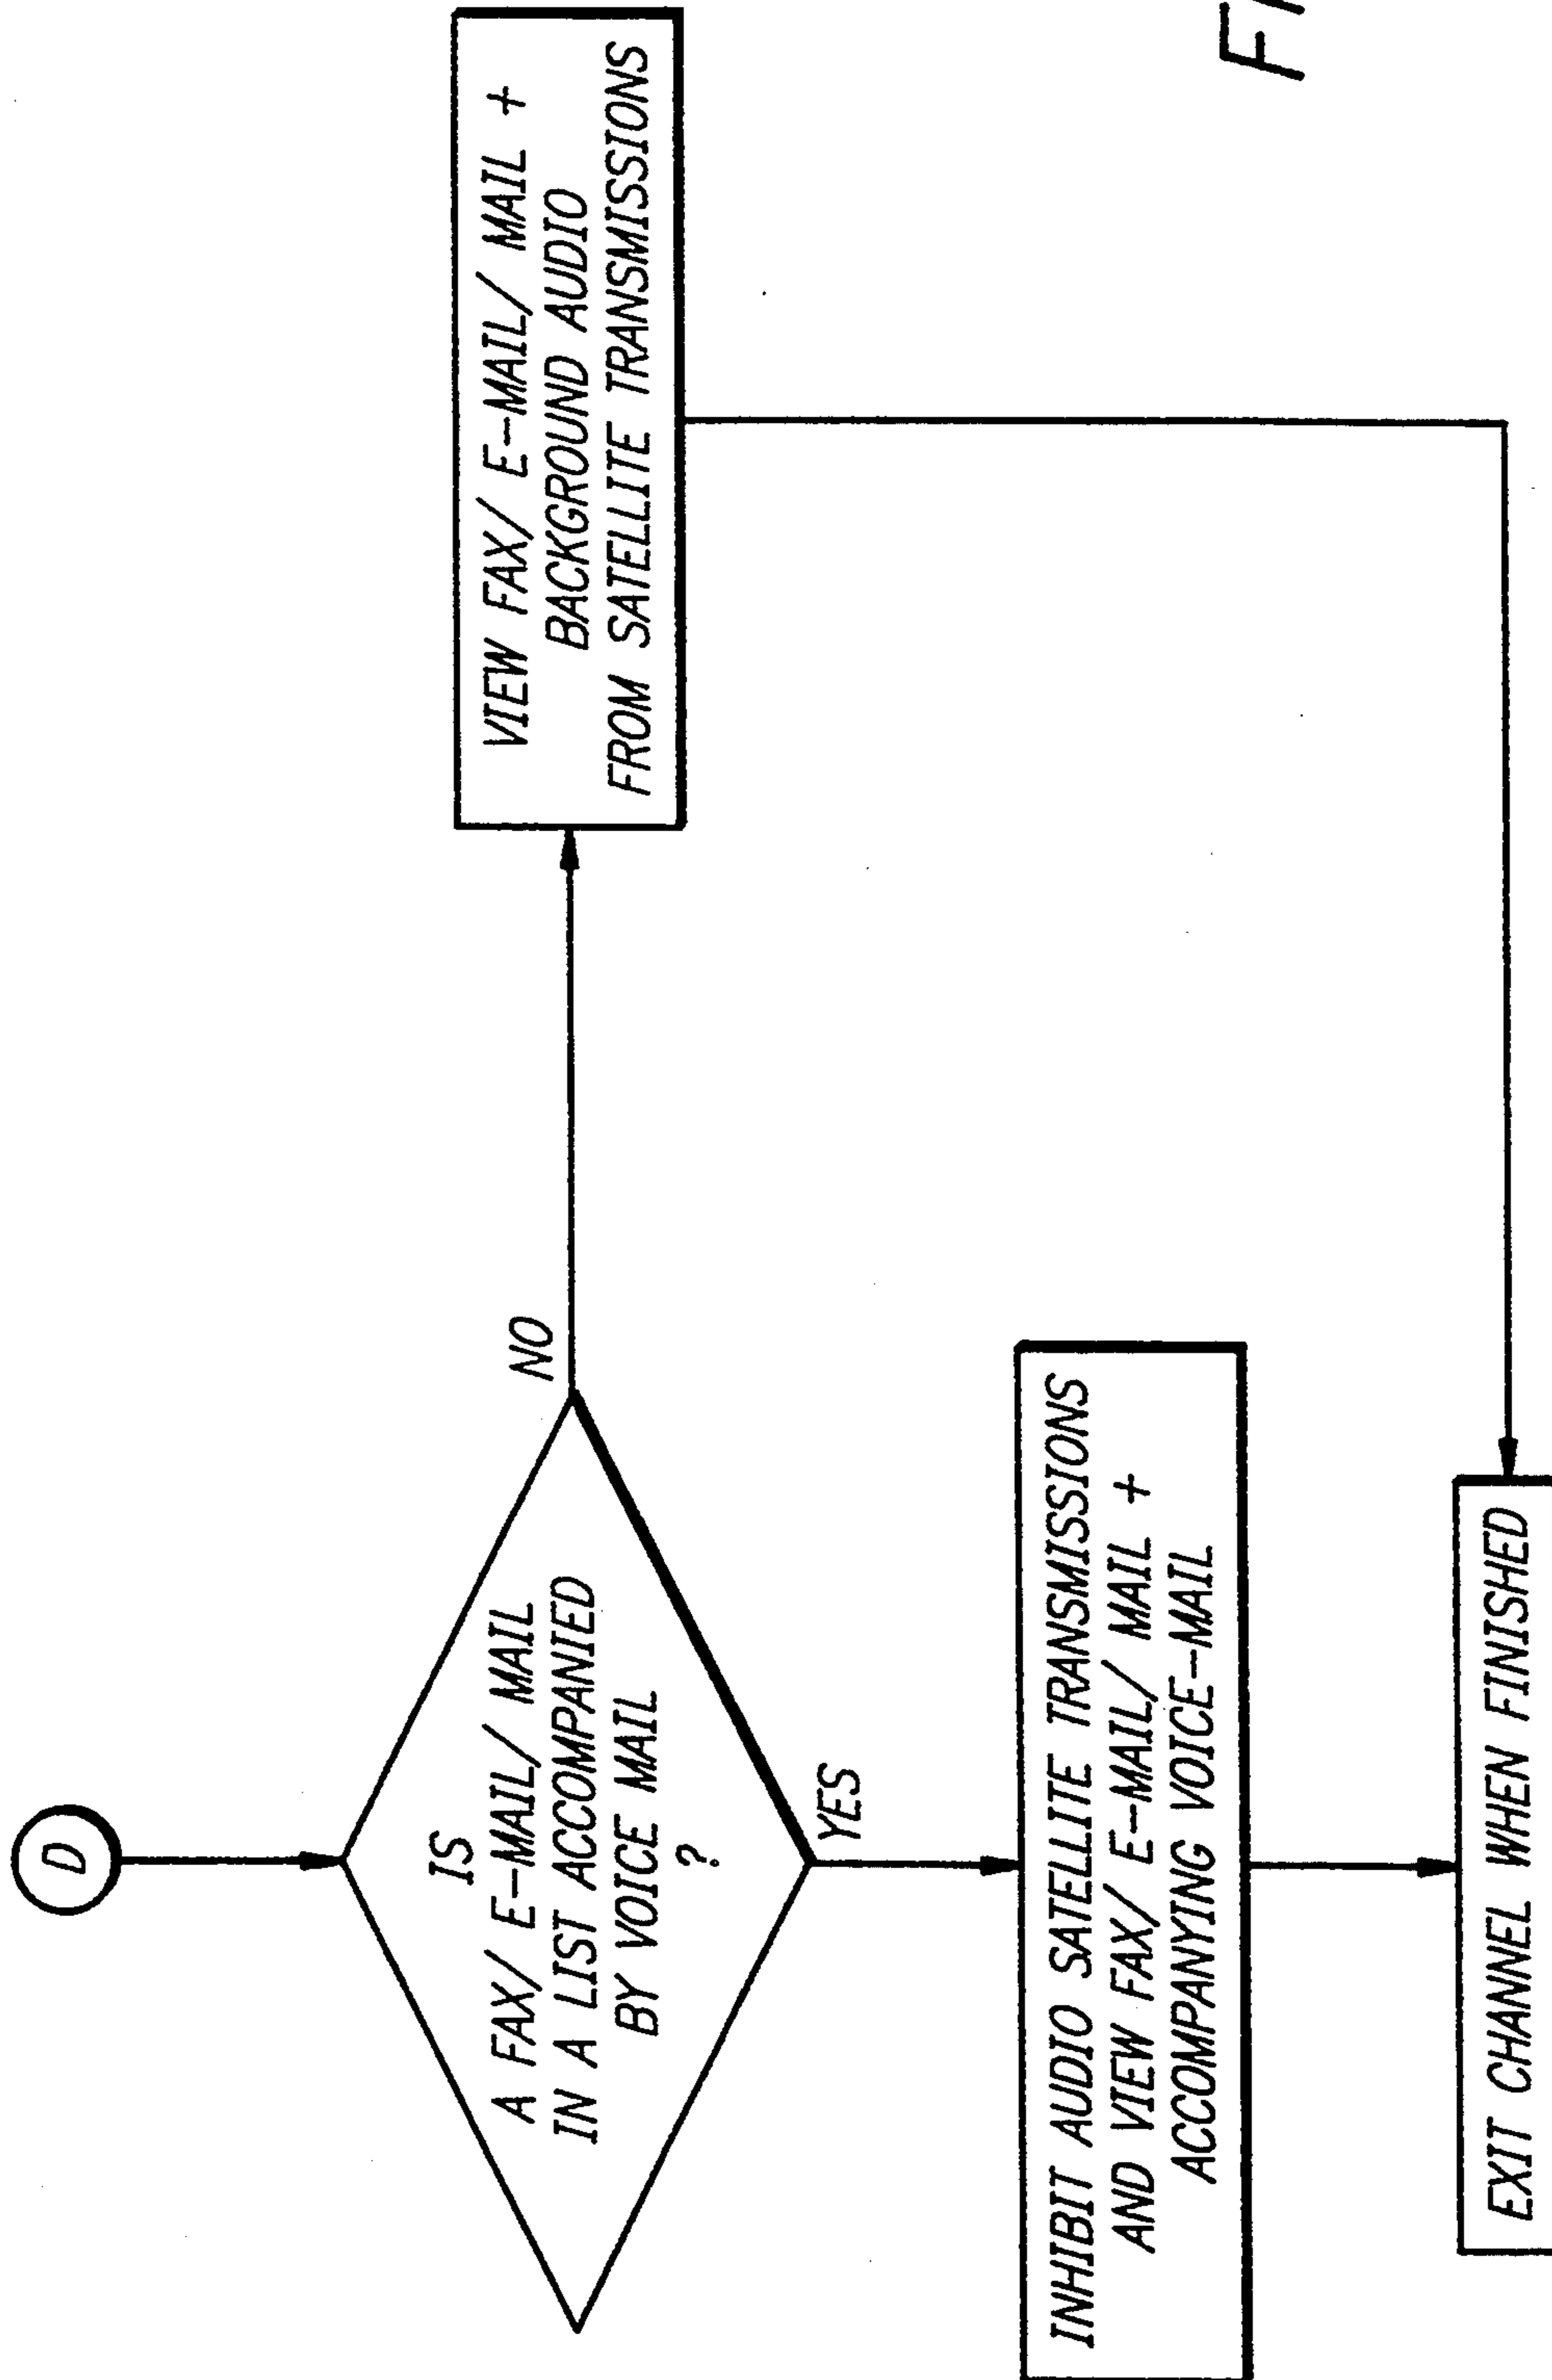 D
IS
A FAX/ E-MAIL/ MAIL
IN A LIST ACCOMPANIED
BY VOICE MAIL
?
NO
VIEW FAX/ E-MAIL/ MAIL +
BACKGROUND AUDIO
FROM SATELLITE TRANSMISSIONS
YES
INHIBIT AUDIO SATELLITE TRANSMISSIONS
AND VIEW FAX/ E-MAIL/ MAIL +
ACCOMPANYING VOICE-MAIL
EXIT CHANNEL WHEN FINISHED